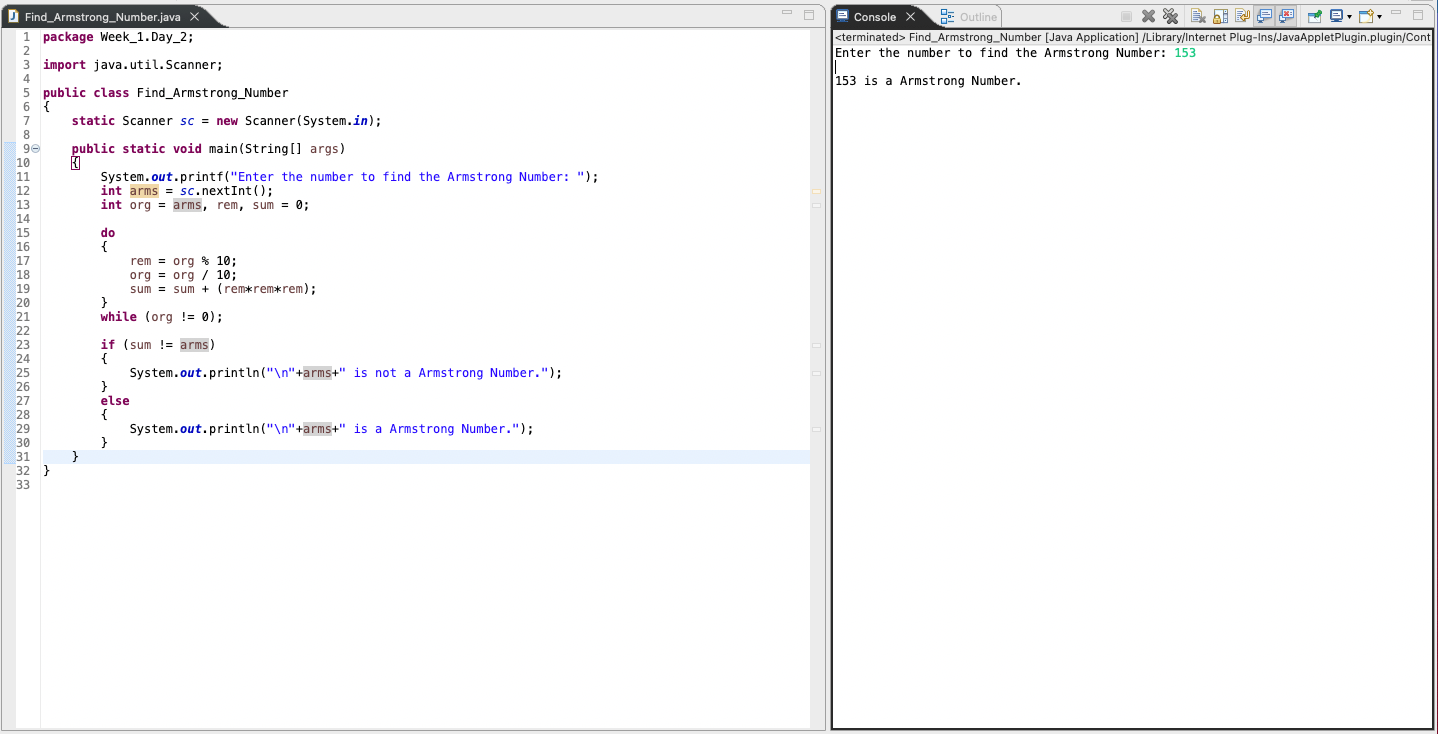 Find_Armstrong_Number.java
1 package Week_1.Day_2;
2
3 import java.util.Scanner;
4
5 public class Find_Armstrong_Number
6 {
7     static Scanner sc = new Scanner(System.in);
8
9     public static void main(String[] args)
10     {
11         System.out.printf("Enter the number to find the Armstrong Number: ");
12         int arms = sc.nextInt();
13         int org = arms, rem, sum = 0;
14
15         do
16         {
17             rem = org % 10;
18             org = org / 10;
19             sum = sum + (rem*rem*rem);
20         }
21         while (org != 0);
22
23         if (sum != arms)
24         {
25             System.out.println("\n"+arms+" is not a Armstrong Number.");
26         }
27         else
28         {
29             System.out.println("\n"+arms+" is a Armstrong Number.");
30         }
31     }
32 }
33
Console Outline
<terminated> Find_Armstrong_Number [Java Application] /Library/Internet Plug-Ins/JavaAppletPlugin.plugin/Cont
Enter the number to find the Armstrong Number: 153
153 is a Armstrong Number.